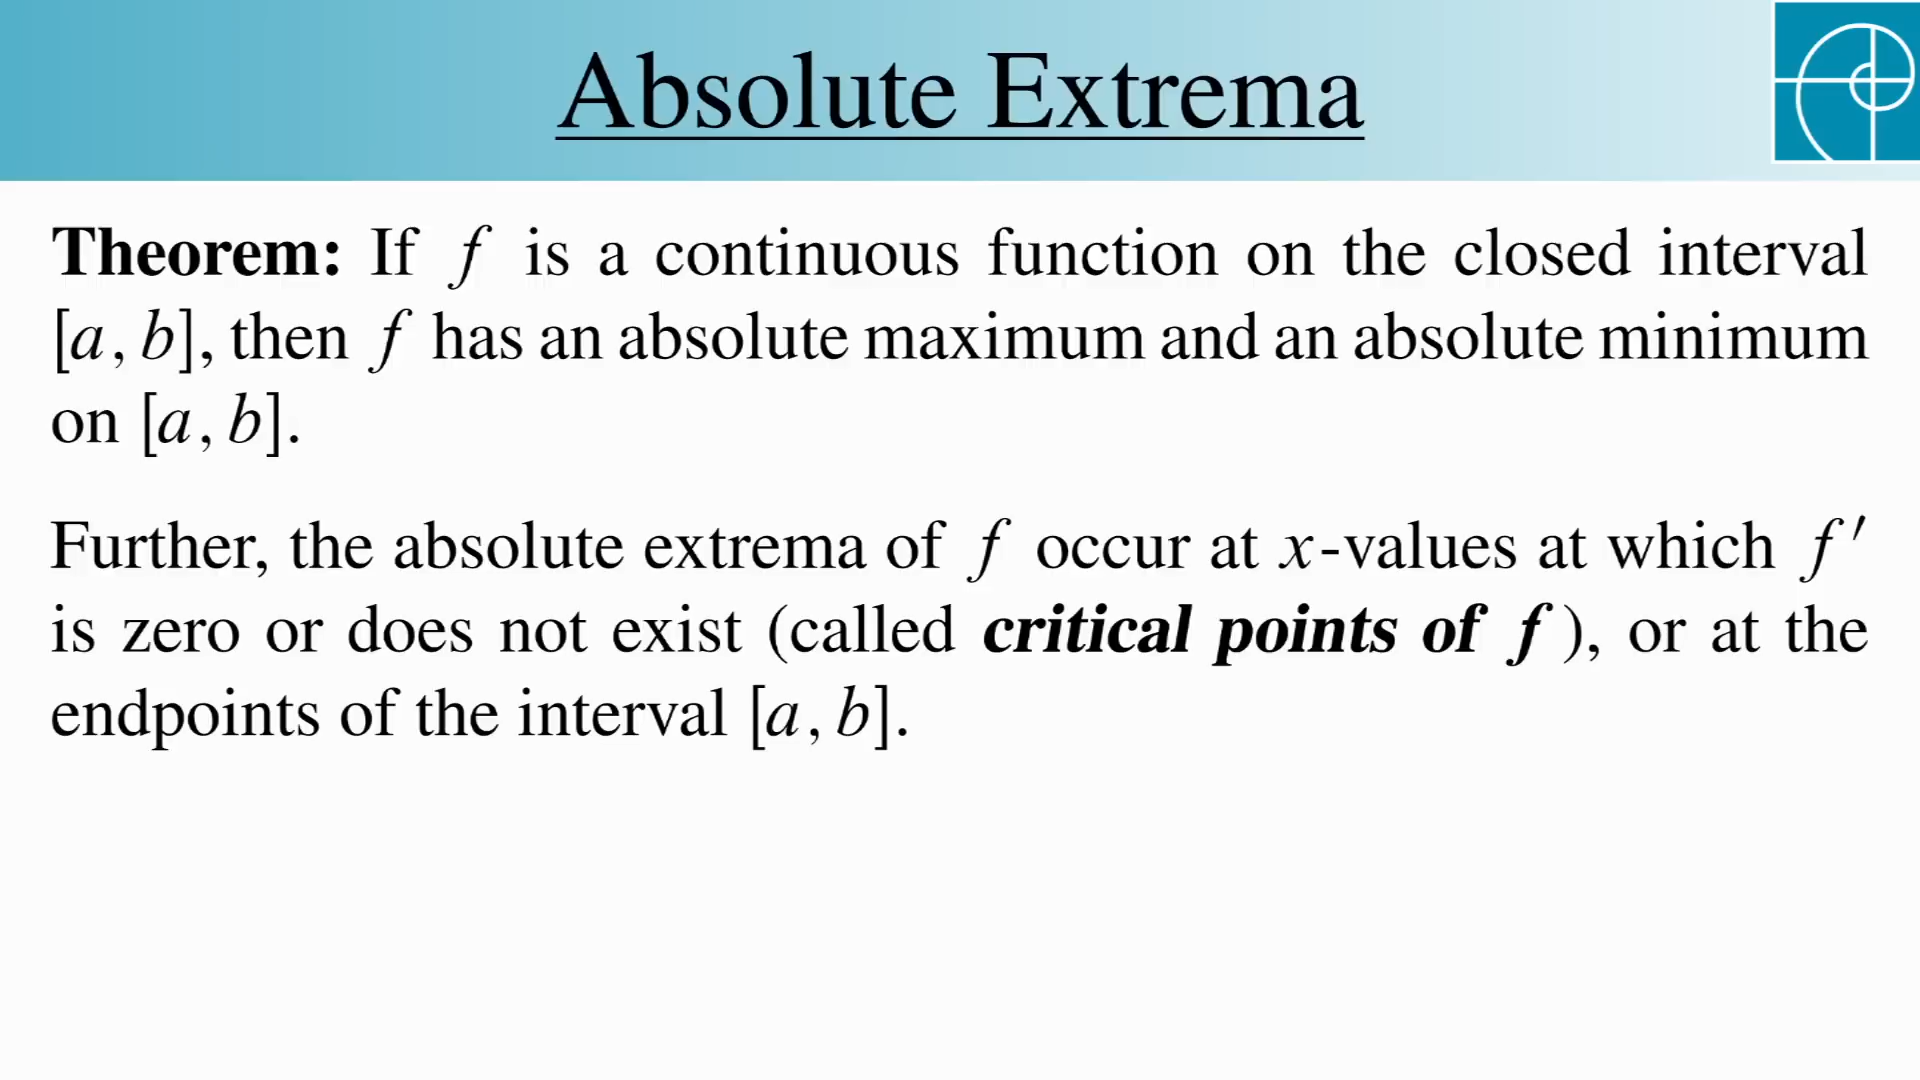 Absolute Extrema
Theorem: If f is a continuous function on the closed interval
[a, b], then f has an absolute maximum and an absolute minimum
on [a, b].
Further, the absolute extrema of f occur at x-values at which f′
is zero or does not exist (called critical points of f), or at the
endpoints of the interval [a, b].